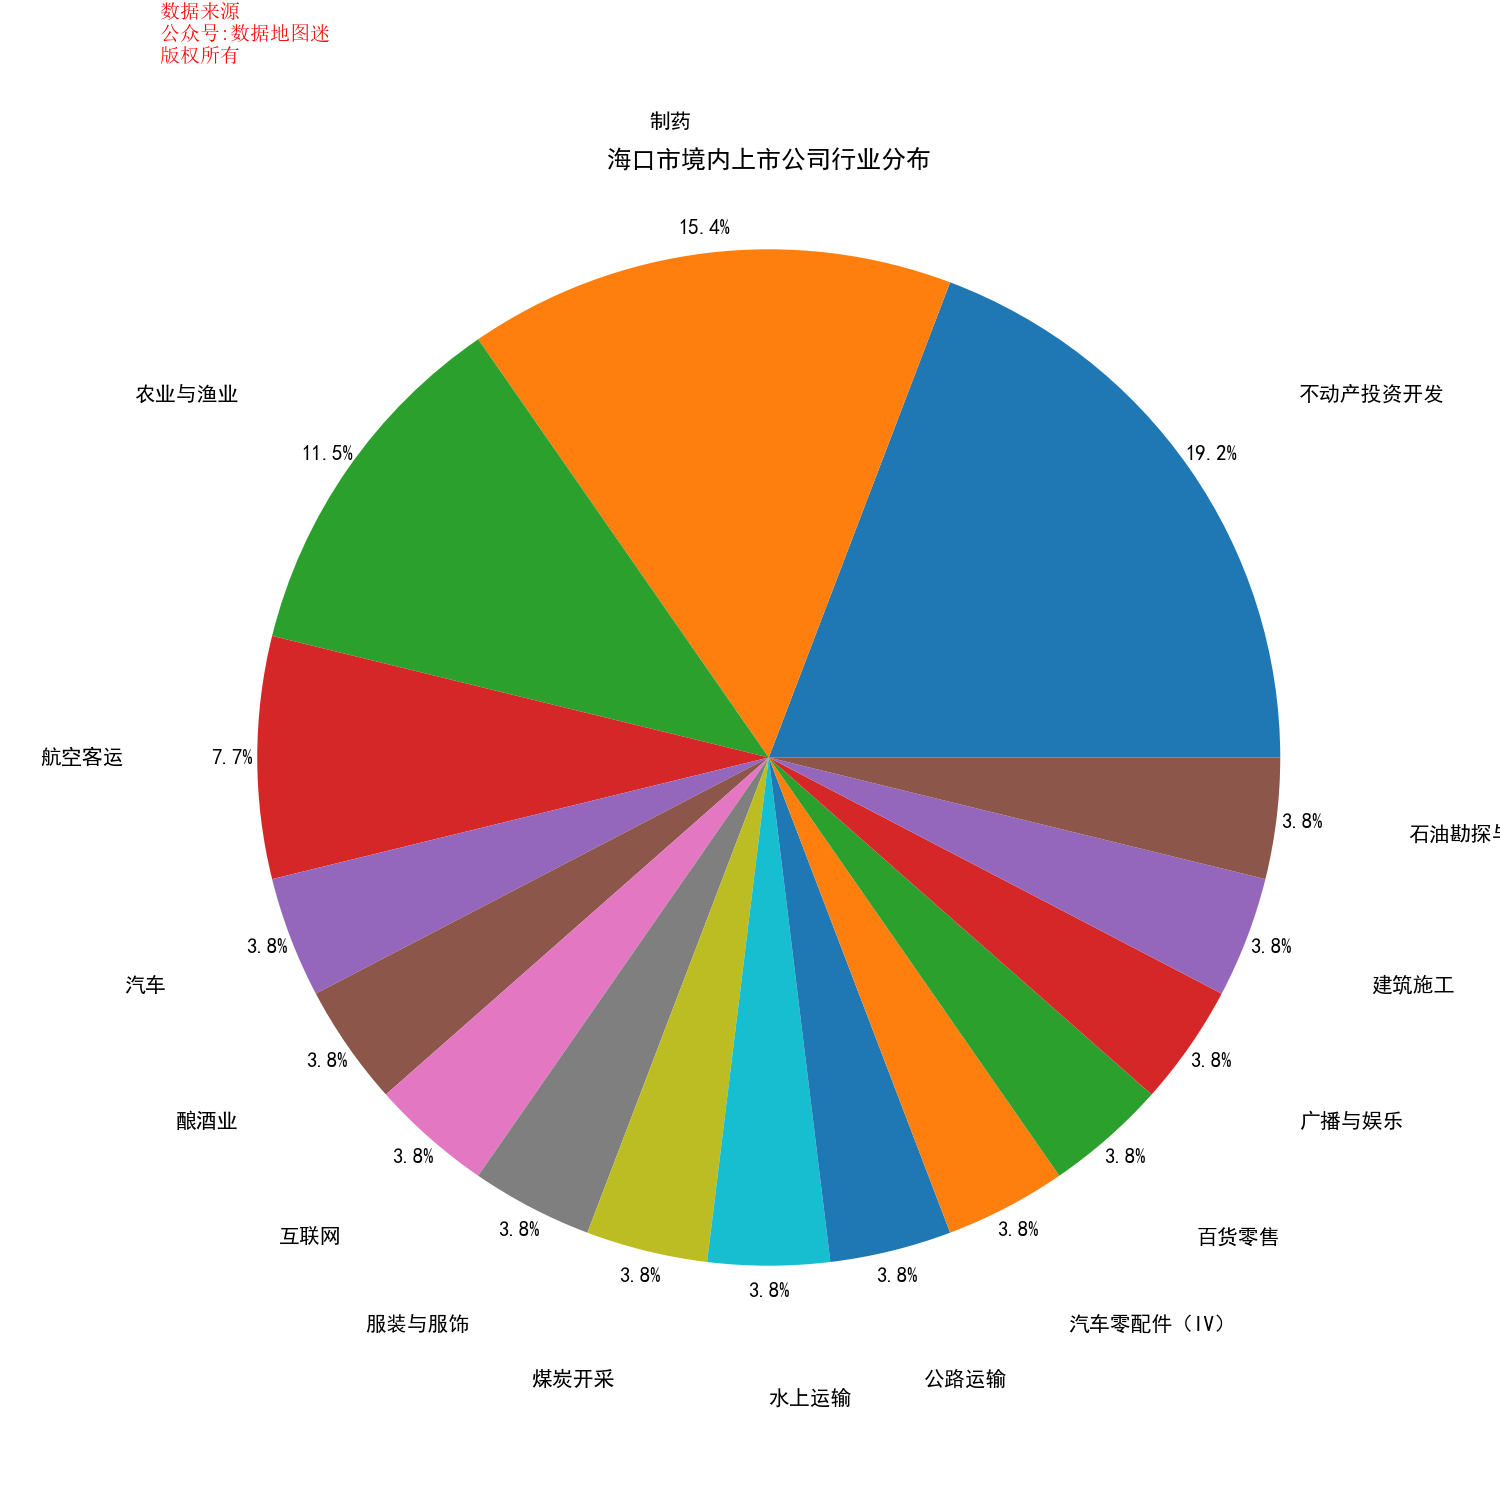 数据来源
公众号:数据地图迷
版权所有
制药
海口市境内上市公司行业分布
15.4%
农业与渔业
不动产投资开发
11.5%
19.2%
航空客运
7.7%
3.8%
石油勘探与
3.8%
3.8%
汽车
建筑施工
3.8%
3.8%
酿酒业
广播与娱乐
3.8%
3.8%
互联网
百货零售
3.8%
3.8%
3.8%
3.8%
3.8%
服装与服饰
汽车零配件（IV）
煤炭开采
公路运输
水上运输